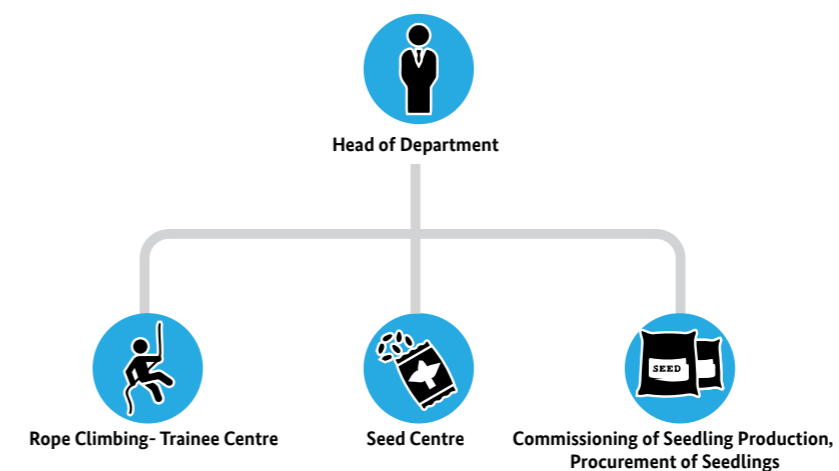 Head of Department
SEED
Rope Climbing- Trainee Centre
Seed Centre
Commissioning of Seedling Production,
Procurement of Seedlings